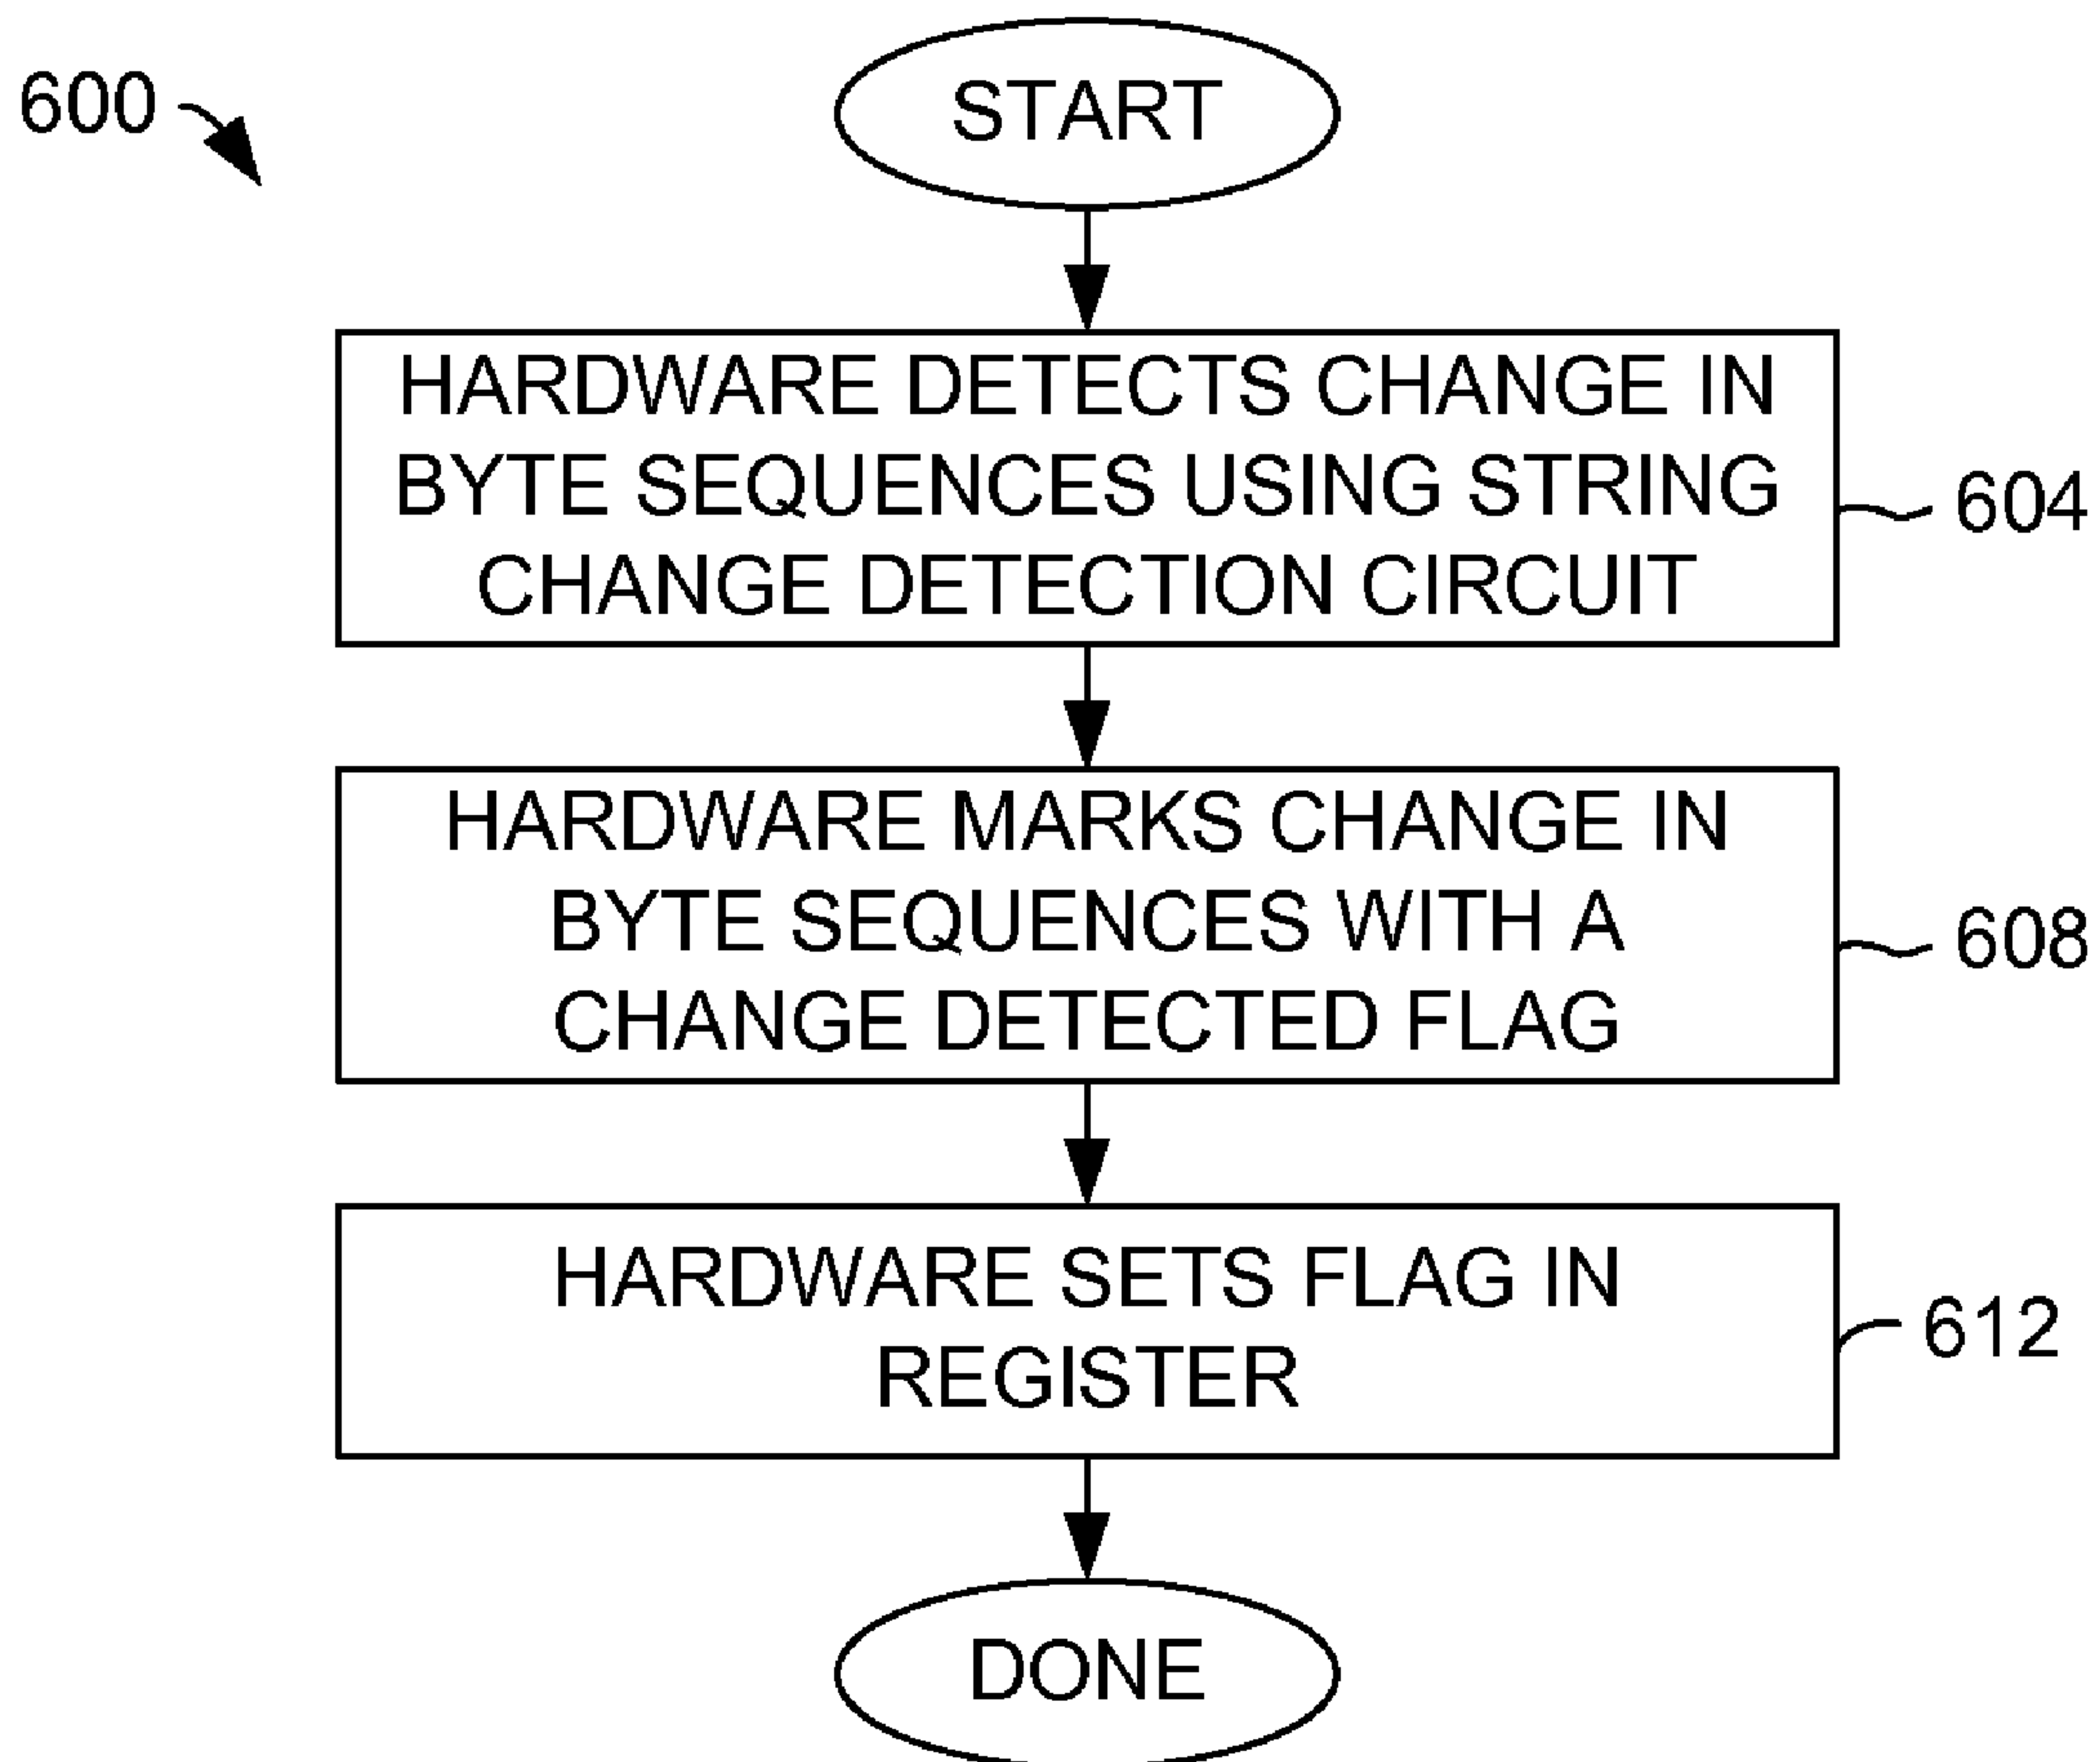 600
START
HARDWARE DETECTS CHANGE IN
BYTE SEQUENCES USING STRING
CHANGE DETECTION CIRCUIT
604
HARDWARE MARKS CHANGE IN
BYTE SEQUENCES WITH A
CHANGE DETECTED FLAG
608
HARDWARE SETS FLAG IN
REGISTER
612
DONE